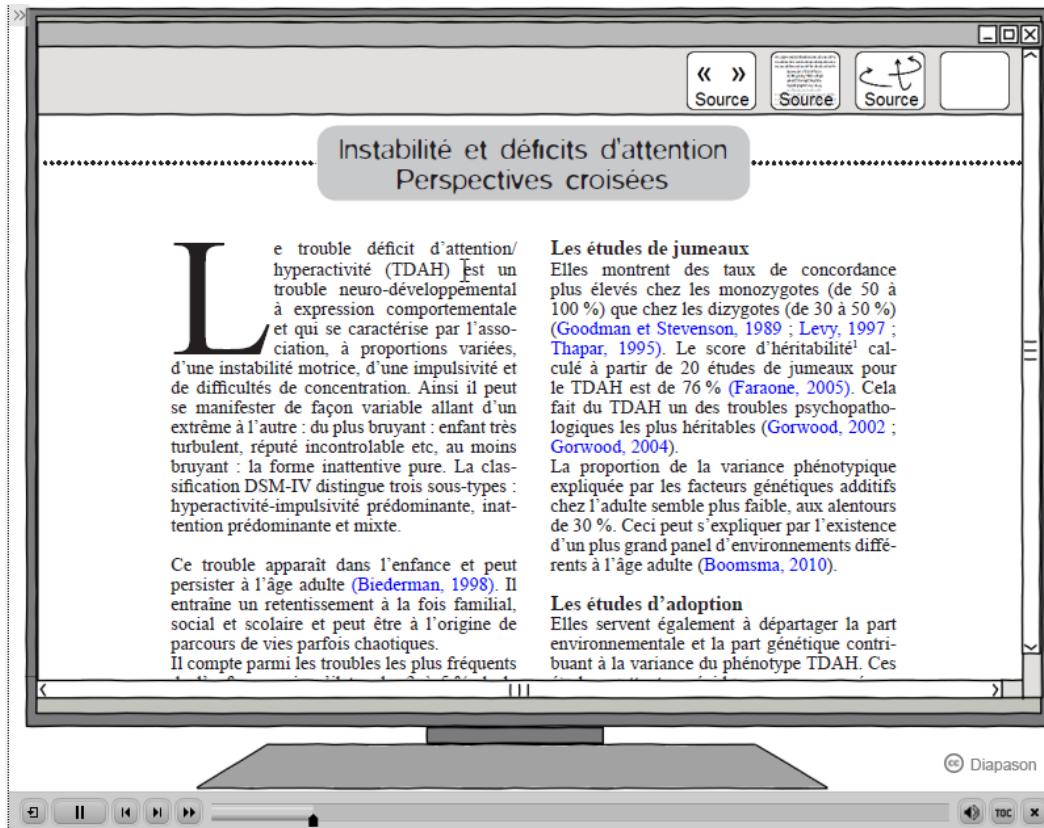 « »
Source
Source
Source
Instabilité et déficits d'attention
Perspectives croisées
Le trouble déficit d'attention/
hyperactivité (TDAH) est un
trouble neuro-développemental
à expression comportementale
et qui se caractérise par l'asso-
ciation, à proportions variées,
d'une instabilité motrice, d'une impulsivité et
de difficultés de concentration. Ainsi il peut
se manifester de façon variable allant d'un
extrême à l'autre : du plus bruyant : enfant très
turbulent, réputé incontrolable etc, au moins
bruyant : la forme inattentive pure. La clas-
sification DSM-IV distingue trois sous-types :
hyperactivité-impulsivité prédominante, inat-
tention prédominante et mixte.
Ce trouble apparaît dans l'enfance et peut
persister à l'âge adulte (Biederman, 1998). Il
entraîne un retentissement à la fois familial,
social et scolaire et peut être à l'origine de
parcours de vies parfois chaotiques.
Il compte parmi les troubles les plus fréquents
Les études de jumeaux
Elles montrent des taux de concordance
plus élevés chez les monozygotes (de 50 à
100 %) que chez les dizygotes (de 30 à 50 %)
(Goodman et Stevenson, 1989 ; Levy, 1997 ;
Thapar, 1995). Le score d'héritabilité¹ cal-
culé à partir de 20 études de jumeaux pour
le TDAH est de 76 % (Faraone, 2005). Cela
fait du TDAH un des troubles psychopatho-
logiques les plus héritables (Gorwood, 2002 ;
Gorwood, 2004).
La proportion de la variance phénotypique
expliquée par les facteurs génétiques additifs
chez l'adulte semble plus faible, aux alentours
de 30 %. Ceci peut s'expliquer par l'existence
d'un plus grand panel d'environnements diffé-
rents à l'âge adulte (Boomsma, 2010).
Les études d'adoption
Elles servent également à départager la part
environnementale et la part génétique contri-
buant à la variance du phénotype TDAH. Ces
cc Diapason
TOC